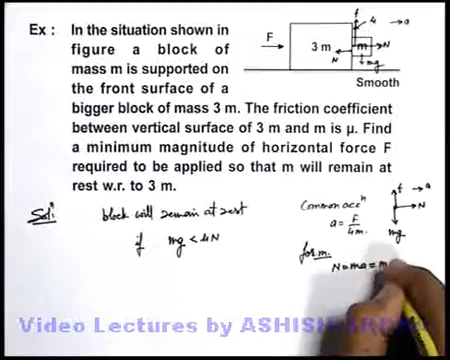 Ex : In the situation shown in
figure a block of
mass m is supported on
the front surface of a
bigger block of mass 3 m. The friction coefficient
between vertical surface of 3 m and m is μ. Find
a minimum magnitude of horizontal force F
required to be applied so that m will remain at
rest w.r. to 3 m.
F
3 m
f
μ
→a
m
N
N
mg
Smooth
Sol:
block will remain at rest
if mg < μN
Common accⁿ
a = F/4m.
f
→a
N
mg
for m.
N = ma = m
Video Lectures by ASHISH